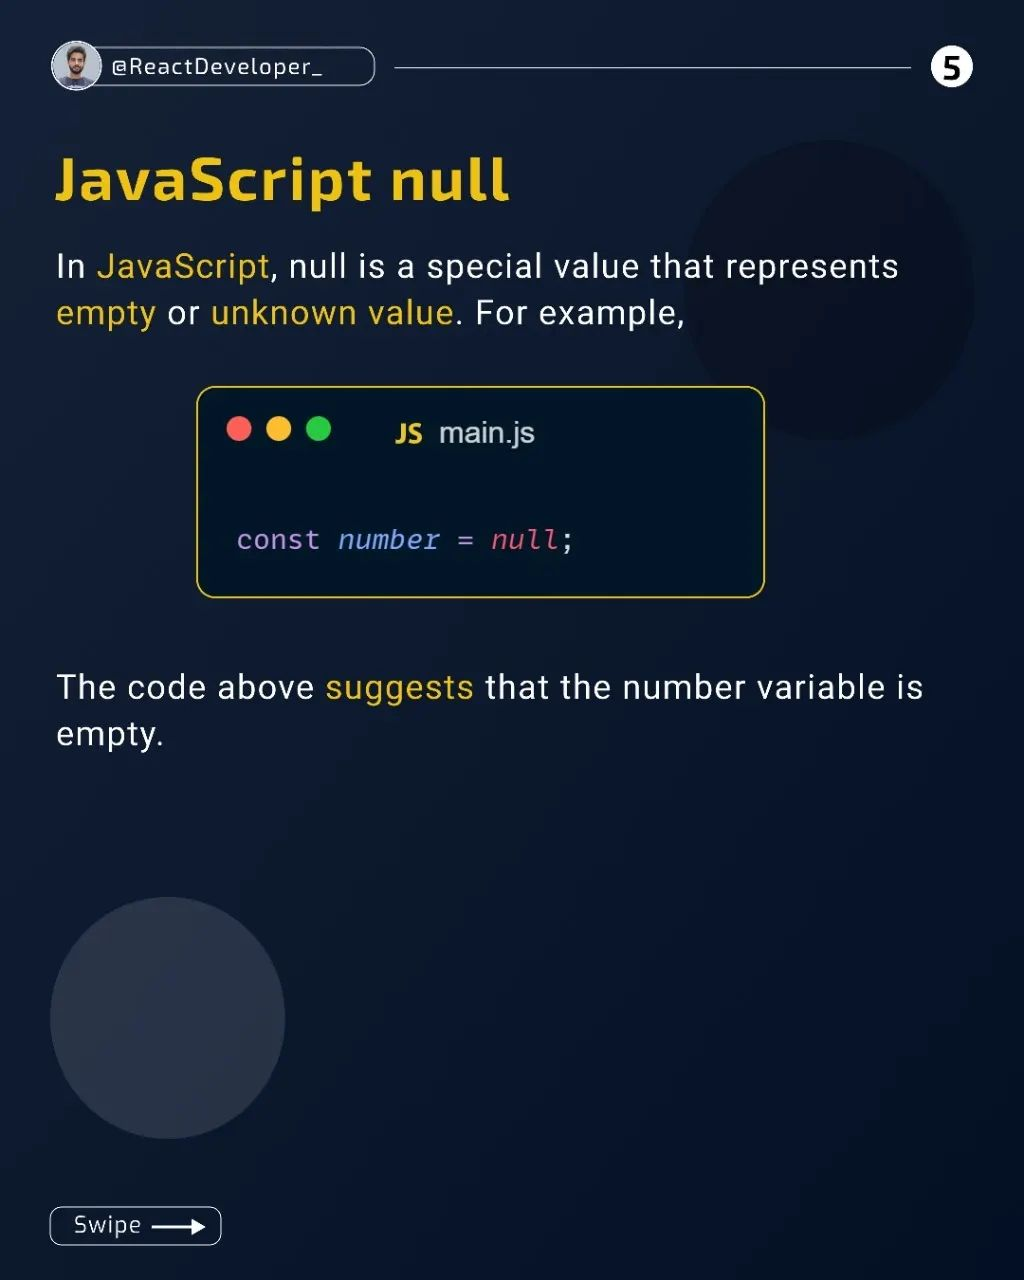 @ReactDeveloper_
5
JavaScript null
In JavaScript, null is a special value that represents
empty or unknown value. For example,
JS main.js
const number = null;
The code above suggests that the number variable is
empty.
Swipe